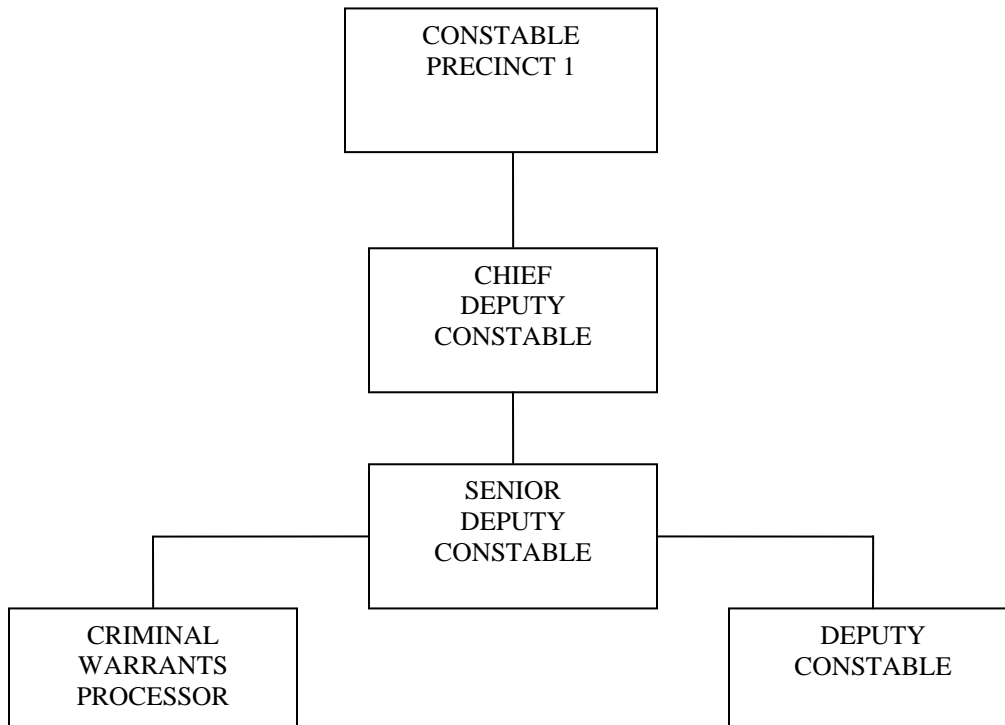 CONSTABLE
PRECINCT 1
CHIEF
DEPUTY
CONSTABLE
SENIOR
DEPUTY
CONSTABLE
CRIMINAL
WARRANTS
PROCESSOR
DEPUTY
CONSTABLE